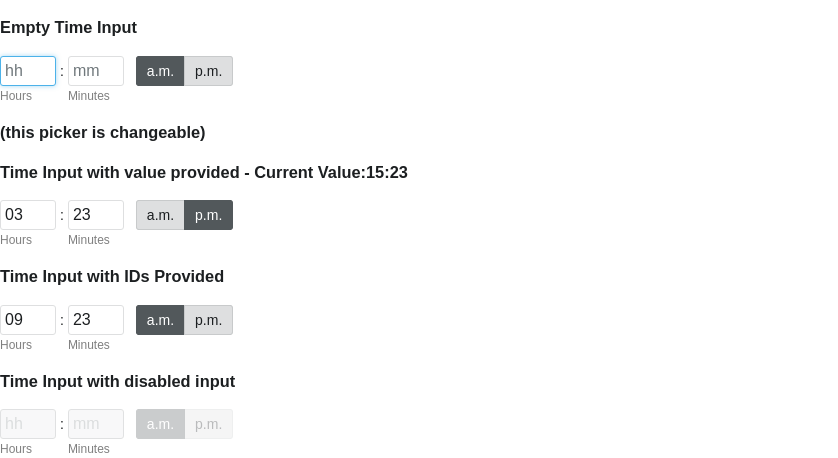 Empty Time Input
hh : mm a.m. p.m.
Hours Minutes
(this picker is changeable)
Time Input with value provided - Current Value:15:23
03 : 23 a.m. p.m.
Hours Minutes
Time Input with IDs Provided
09 : 23 a.m. p.m.
Hours Minutes
Time Input with disabled input
hh : mm a.m. p.m.
Hours Minutes